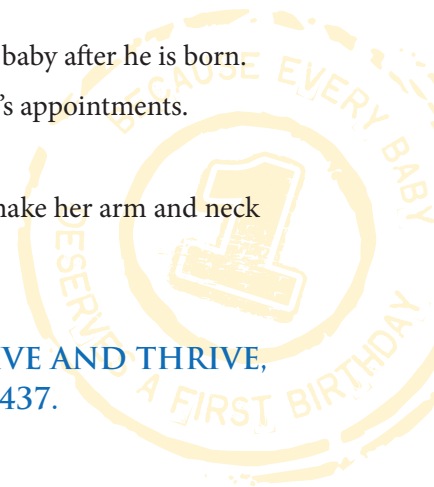 baby after he is born.
's appointments.
make her arm and neck
IVE AND THRIVE,
437.
BECAUSE EVERY BABY
DESERVES A FIRST BIRTHDAY
1